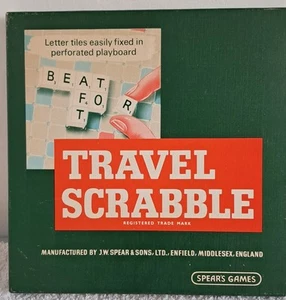 Letter tiles easily fixed in
perforated playboard
BEAT
FOR
AFT
TRAVEL
SCRABBLE
REGISTERED TRADE MARK
MANUFACTURED BY J.W. SPEAR & SONS, LTD., ENFIELD, MIDDLESEX, ENGLAND
SPEAR'S GAMES